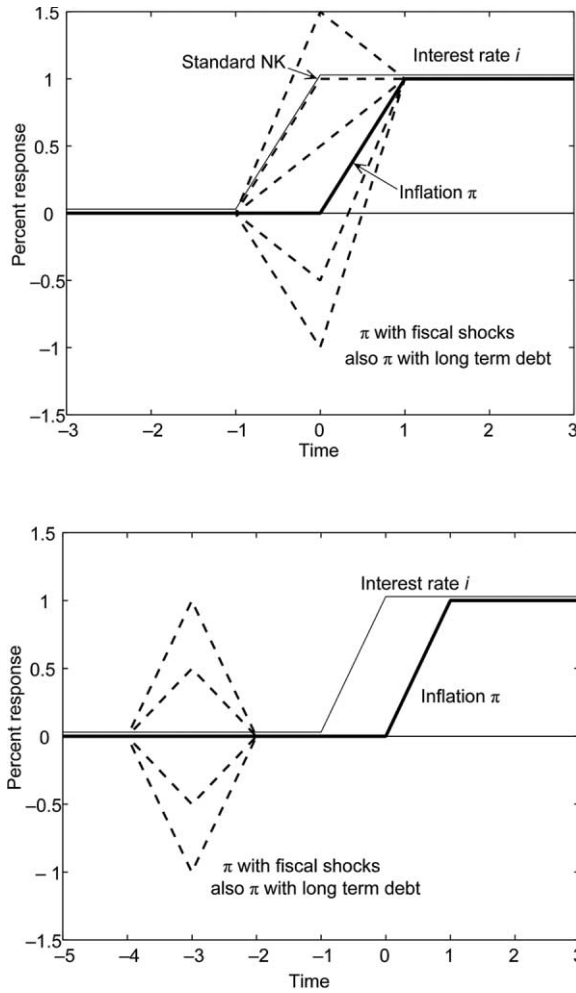 1.5
Standard NK
Interest rate i
1
Percent response
0.5
Inflation π
0
–0.5
π with fiscal shocks
also π with long term debt
–1
–1.5
–3 –2 –1 0 1 2 3
Time
1.5
Interest rate i
1
Percent response
0.5
Inflation π
0
–0.5
π with fiscal shocks
also π with long term debt
–1
–1.5
–5 –4 –3 –2 –1 0 1 2 3
Time